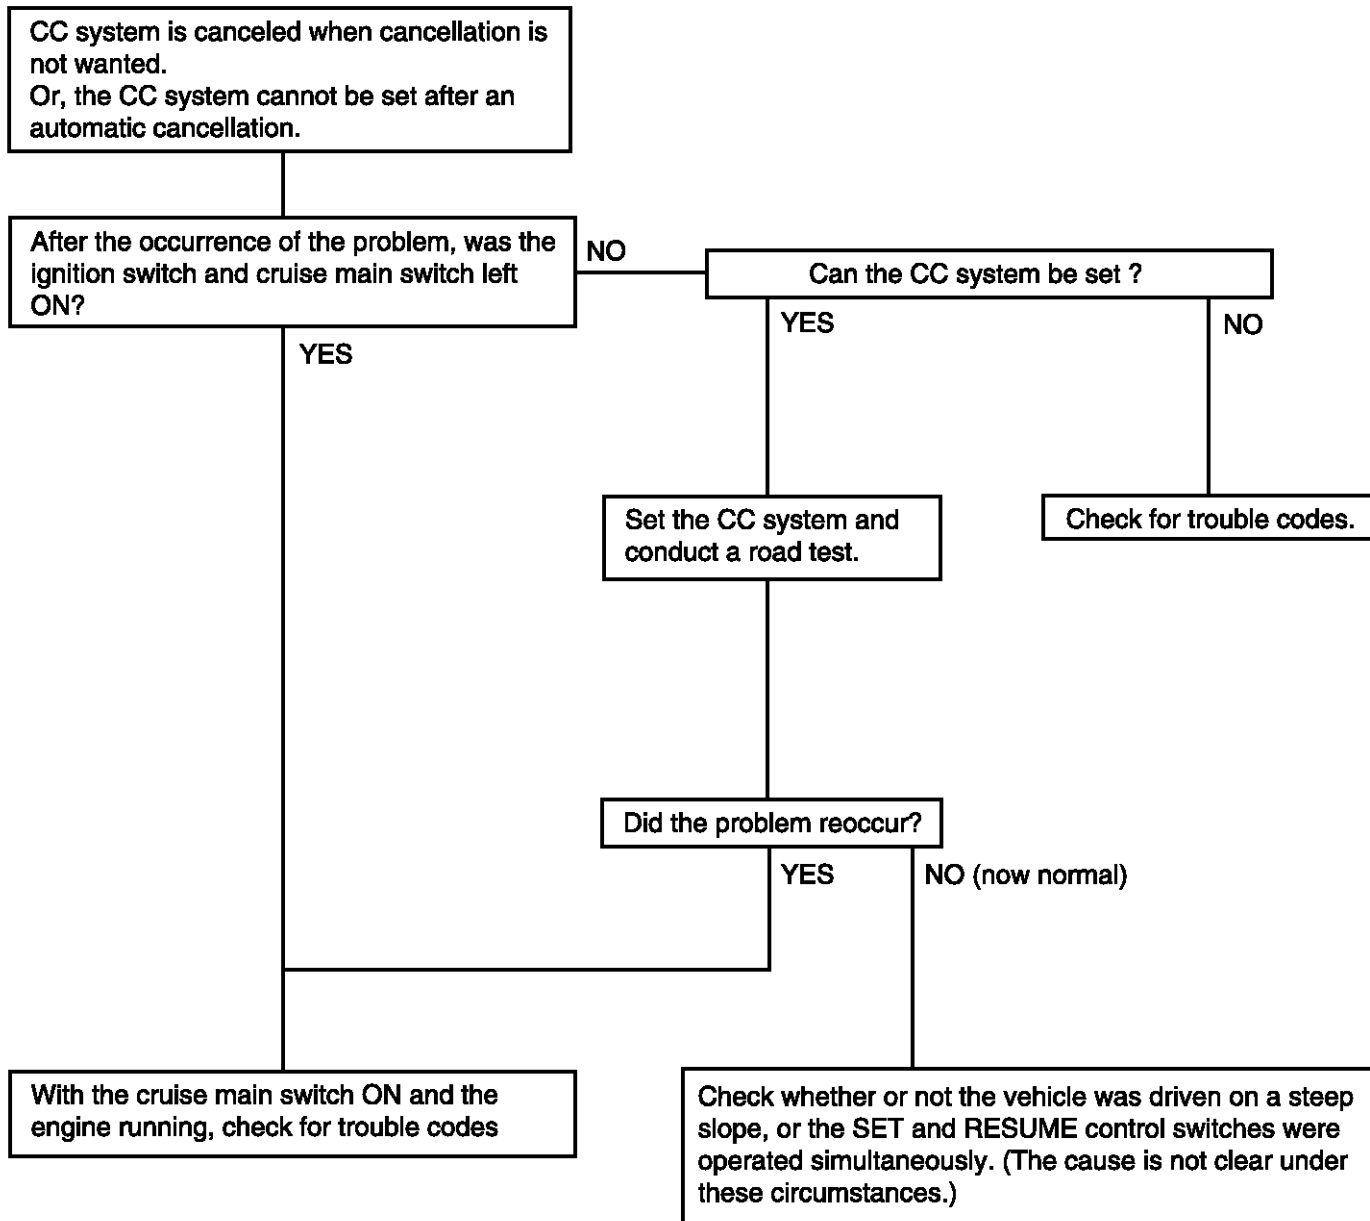 CC system is canceled when cancellation is
not wanted.
Or, the CC system cannot be set after an
automatic cancellation.
After the occurrence of the problem, was the
ignition switch and cruise main switch left
ON?
NO
Can the CC system be set ?
YES
YES
NO
Set the CC system and
conduct a road test.
Check for trouble codes.
Did the problem reoccur?
YES
NO (now normal)
With the cruise main switch ON and the
engine running, check for trouble codes
Check whether or not the vehicle was driven on a steep
slope, or the SET and RESUME control switches were
operated simultaneously. (The cause is not clear under
these circumstances.)